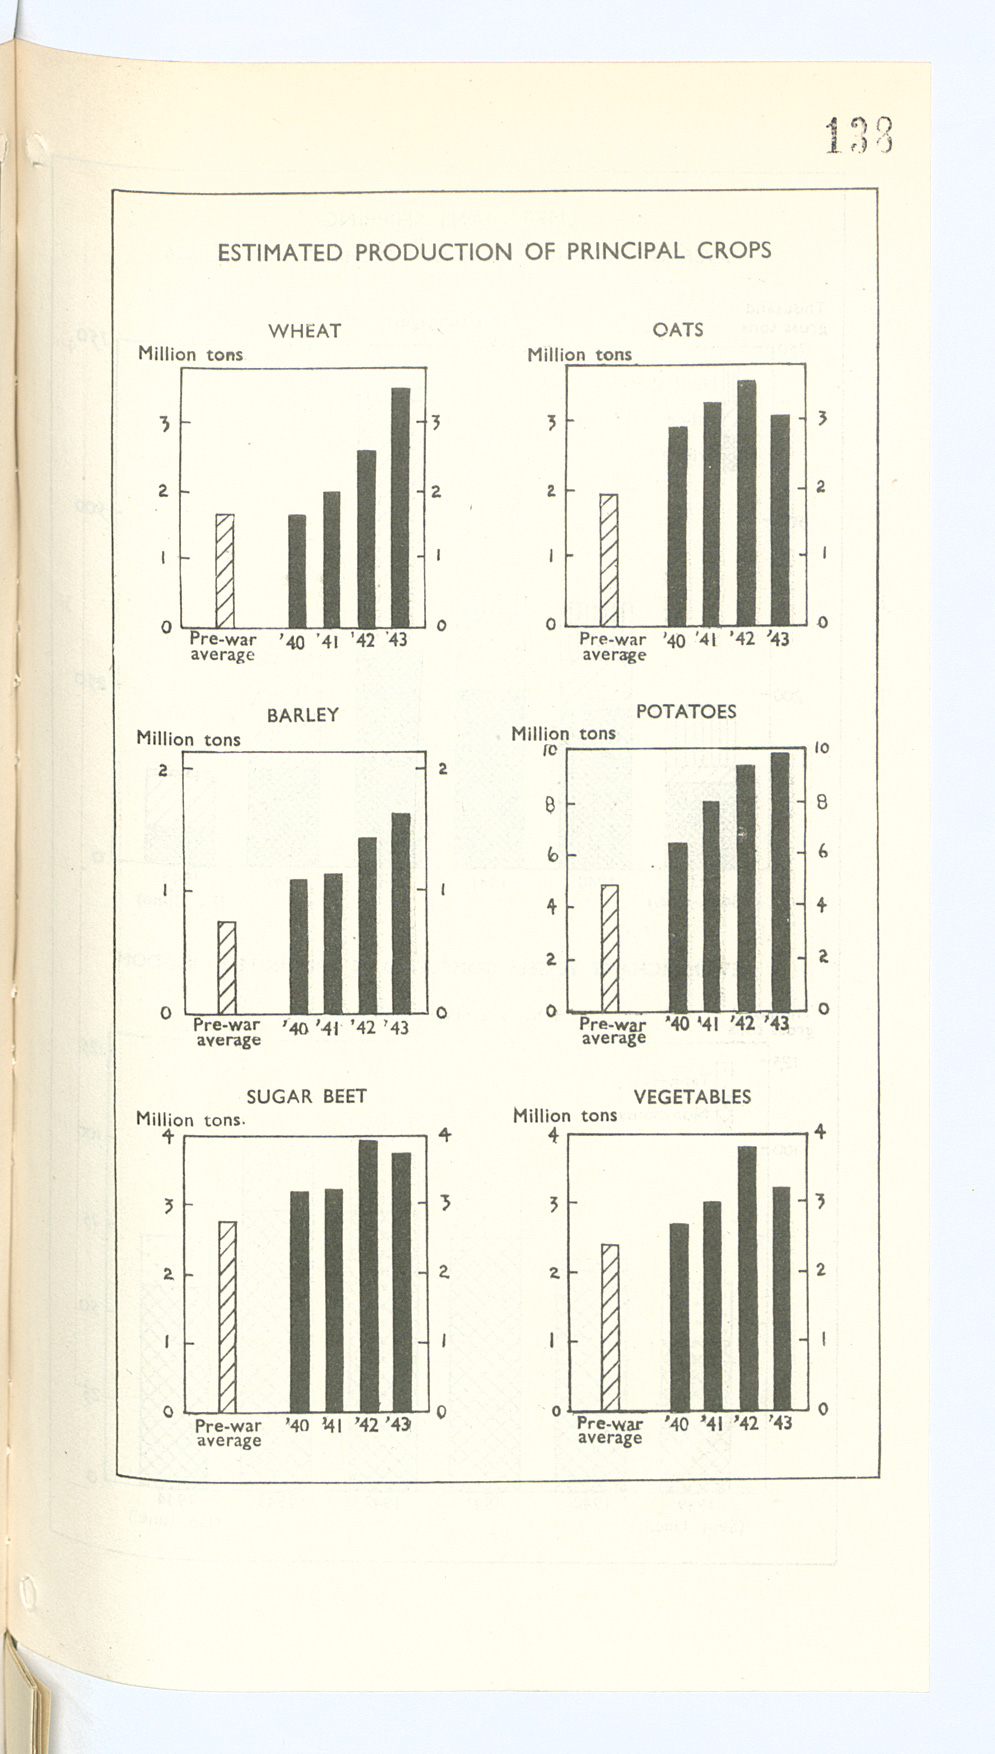 138
ESTIMATED PRODUCTION OF PRINCIPAL CROPS
WHEAT
Million tons
3 3
2 2
1 1
0 0
Pre-war average '40 '41 '42 '43
OATS
Million tons
3 3
2 2
1 1
0 0
Pre-war average '40 '41 '42 '43
BARLEY
Million tons
2 2
1 1
0 0
Pre-war average '40 '41 '42 '43
POTATOES
Million tons
10 10
8 8
6 6
4 4
2 2
0 0
Pre-war average '40 '41 '42 '43
SUGAR BEET
Million tons.
4 4
3 3
2 2
1 1
0 0
Pre-war average '40 '41 '42 '43
VEGETABLES
Million tons
4 4
3 3
2 2
1 1
0 0
Pre-war average '40 '41 '42 '43